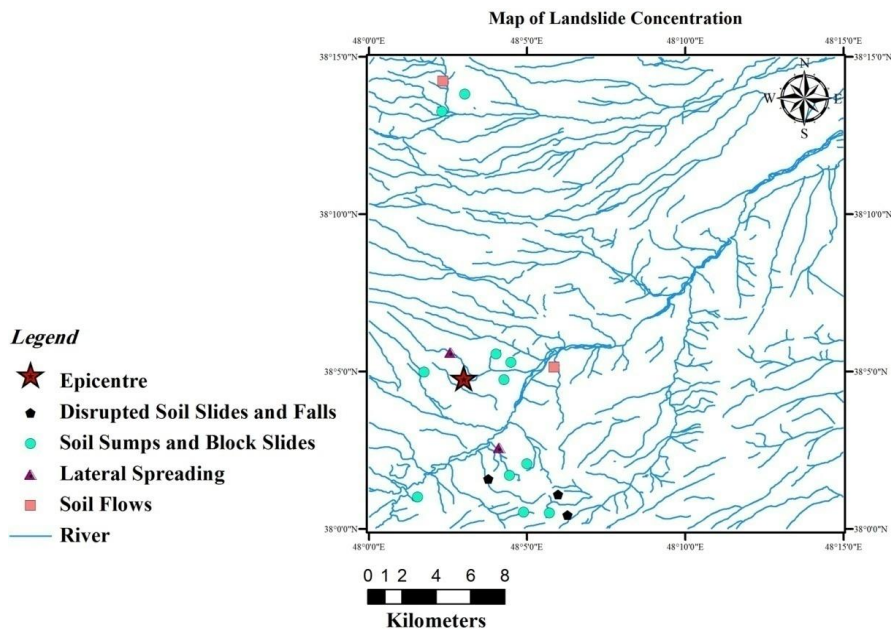 Map of Landslide Concentration
48°0'0"E 48°5'0"E 48°10'0"E 48°15'0"E
38°15'0"N 38°15'0"N
N
W E
S
38°10'0"N 38°10'0"N
Legend
Epicentre
38°5'0"N 38°5'0"N
Disrupted Soil Slides and Falls
Soil Sumps and Block Slides
Lateral Spreading
Soil Flows
River
38°0'0"N 38°0'0"N
48°0'0"E 48°5'0"E 48°10'0"E 48°15'0"E
0 1 2 4 6 8
Kilometers